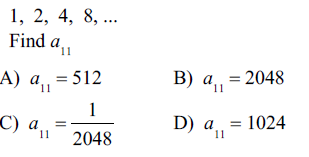 1, 2, 4, 8, ...
Find a₁₁
A) a₁₁ = 512
B) a₁₁ = 2048
C) a₁₁ = 1/2048
D) a₁₁ = 1024